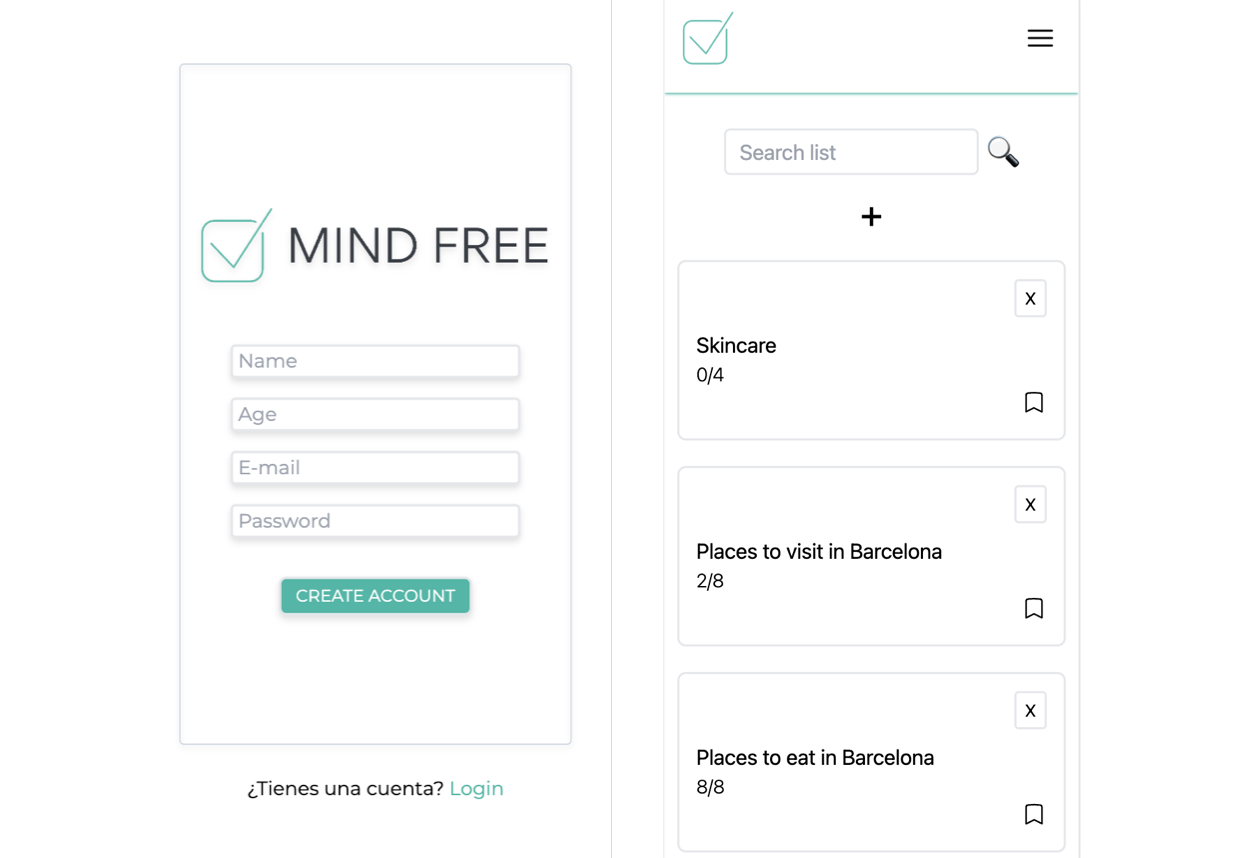 MIND FREE
Name
Age
E-mail
Password
CREATE ACCOUNT
¿Tienes una cuenta? Login
Search list
+
X
Skincare
0/4
X
Places to visit in Barcelona
2/8
X
Places to eat in Barcelona
8/8